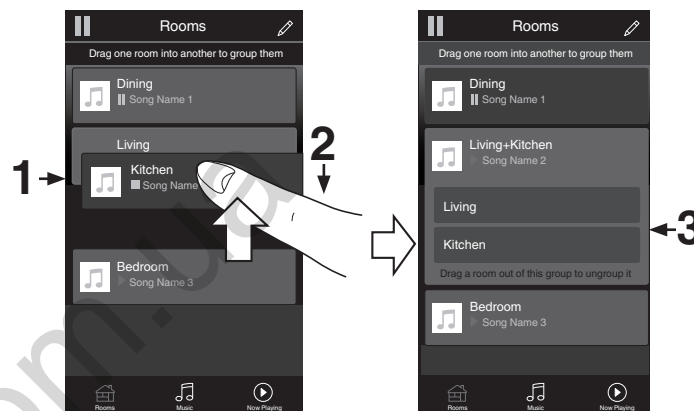 Rooms
Drag one room into another to group them
Dining
Song Name 1
Living
Kitchen
Song Name
Bedroom
Song Name 3
Rooms
Music
Now Playing
1
2
Rooms
Drag one room into another to group them
Dining
Song Name 1
Living+Kitchen
Song Name 2
Living
Kitchen
Drag a room out of this group to ungroup it
Bedroom
Song Name 3
Rooms
Music
Now Playing
3
om.ua